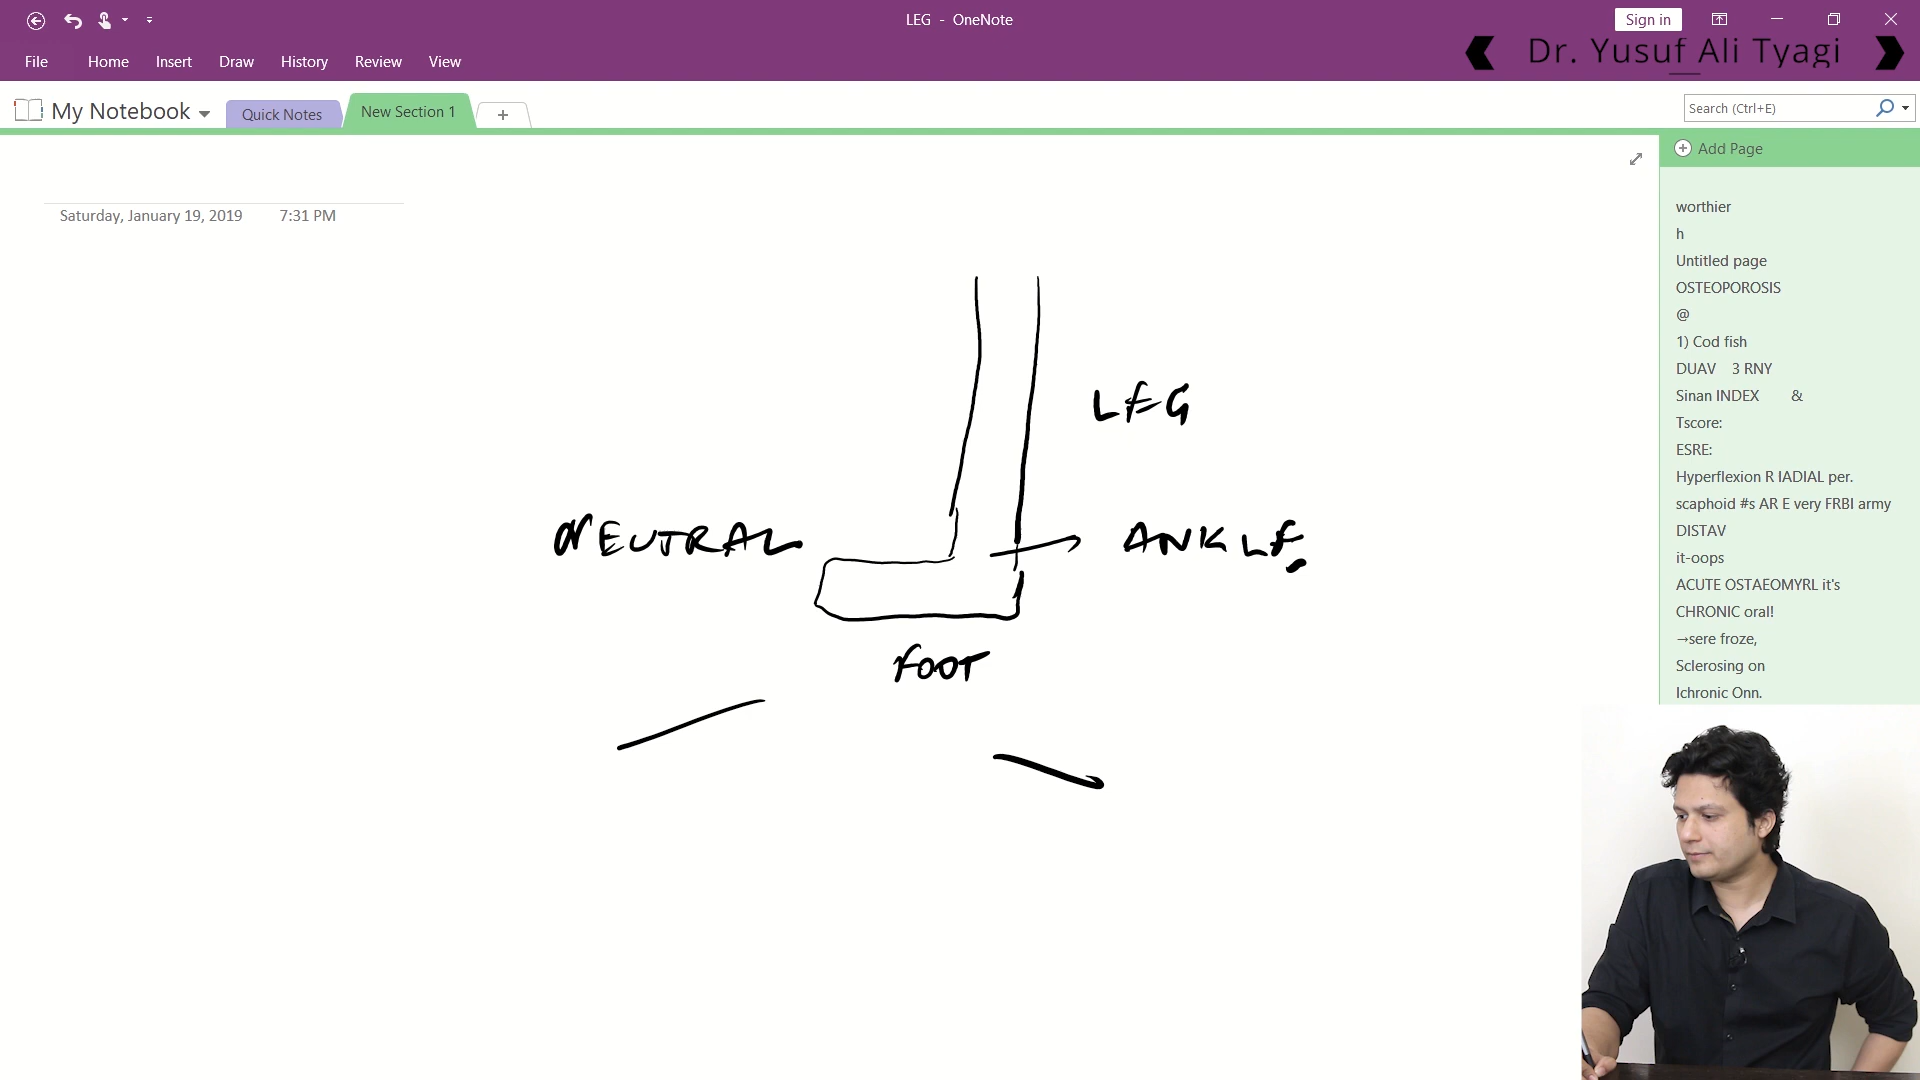 LEG - OneNote
Sign in
Dr. Yusuf Ali Tyagi
File Home Insert Draw History Review View
My Notebook Quick Notes New Section 1 +
Search (Ctrl+E)
Add Page
Saturday, January 19, 2019 7:31 PM
worthier
h
Untitled page
OSTEOPOROSIS
@
1) Cod fish
DUAV 3 RNY
Sinan INDEX &
Tscore:
ESRE:
Hyperflexion R IADIAL per.
scaphoid #s AR E very FRBI army
DISTAV
it-oops
ACUTE OSTAEOMYRL it's
CHRONIC oral!
→sere froze,
Sclerosing on
Ichronic Onn.
LEG
NEUTRAL
ANKLE
FOOT